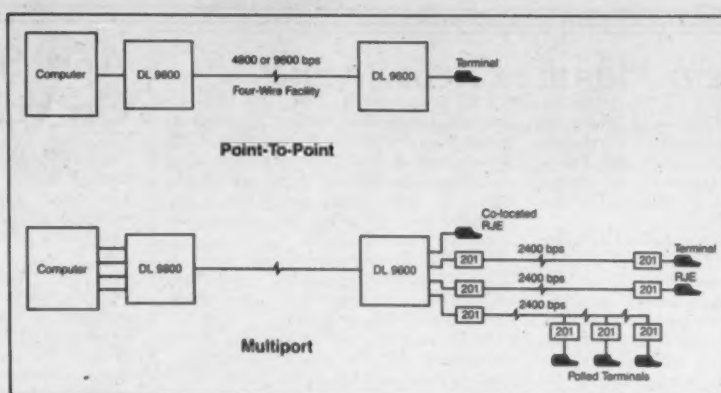 Computer
DL 9600
4800 or 9600 bps
Four-Wire Facility
DL 9600
Terminal
Point-To-Point
Co-located
RJE
Computer
DL 9600
DL 9600
201
2400 bps
201
Terminal
201
2400 bps
201
RJE
201
2400 bps
201
201
201
Multiport
Polled Terminals